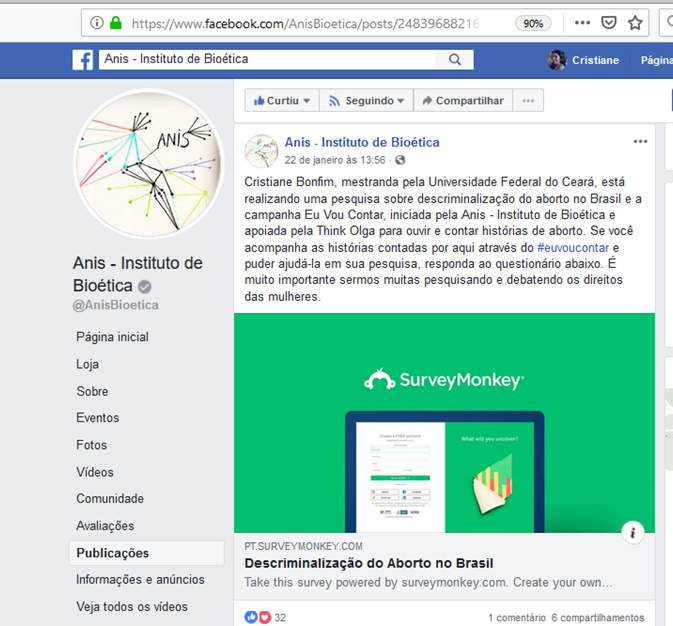 https://www.facebook.com/AnisBioetica/posts/24839688216
90%
Anis - Instituto de Bioética
Cristiane
Página
ANIS
Anis - Instituto de
Bioética
@AnisBioetica
Página inicial
Loja
Sobre
Eventos
Fotos
Vídeos
Comunidade
Avaliações
Publicações
Informações e anúncios
Veja todos os vídeos
Curtiu
Seguindo
Compartilhar
Anis - Instituto de Bioética
22 de janeiro às 13:56
Cristiane Bonfim, mestranda pela Universidade Federal do Ceará, está
realizando uma pesquisa sobre descriminalização do aborto no Brasil e a
campanha Eu Vou Contar, iniciada pela Anis - Instituto de Bioética e
apoiada pela Think Olga para ouvir e contar histórias de aborto. Se você
acompanha as histórias contadas por aqui através do #euvoucontar e
puder ajudá-la em sua pesquisa, responda ao questionário abaixo. É
muito importante sermos muitas pesquisando e debatendo os direitos
das mulheres.
SurveyMonkey
Create a FREE account
What will you uncover?
PT.SURVEYMONKEY.COM
Descriminalização do Aborto no Brasil
Take this survey powered by surveymonkey.com. Create your own...
32
1 comentário 6 compartilhamentos